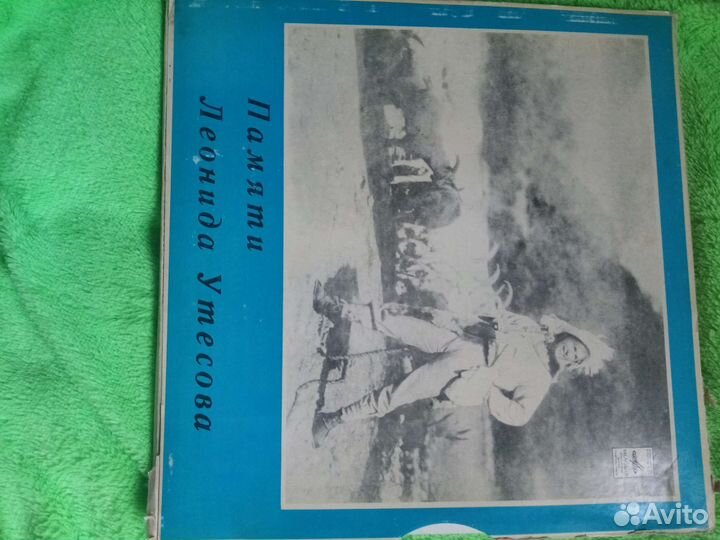 Памяти
Леонида Утесова
Avito